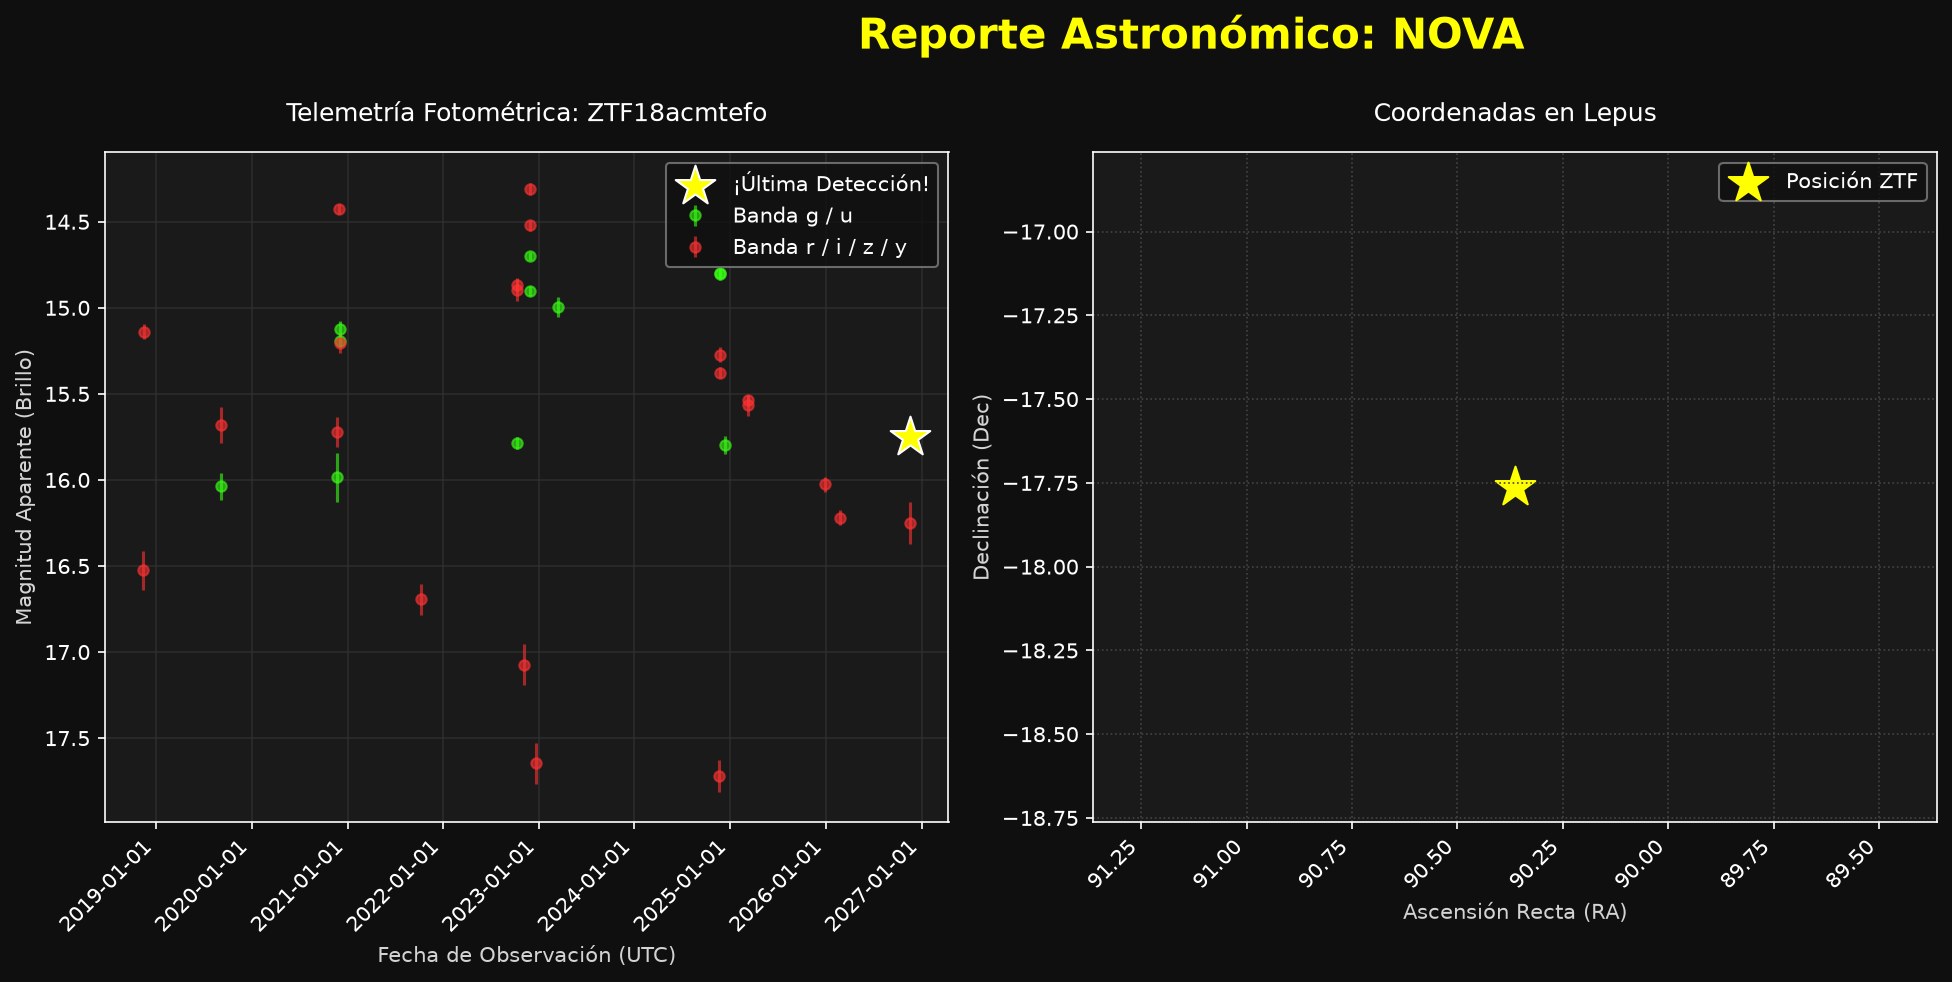 Reporte Astronómico: NOVA
Telemetría Fotométrica: ZTF18acmtefo
¡Última Detección!
Banda g / u
Banda r / i / z / y
Magnitud Aparente (Brillo)
14.5
15.0
15.5
16.0
16.5
17.0
17.5
2019-01-01
2020-01-01
2021-01-01
2022-01-01
2023-01-01
2024-01-01
2025-01-01
2026-01-01
2027-01-01
Fecha de Observación (UTC)
Coordenadas en Lepus
Posición ZTF
Declinación (Dec)
−17.00
−17.25
−17.50
−17.75
−18.00
−18.25
−18.50
−18.75
91.25
91.00
90.75
90.50
90.25
90.00
89.75
89.50
Ascensión Recta (RA)